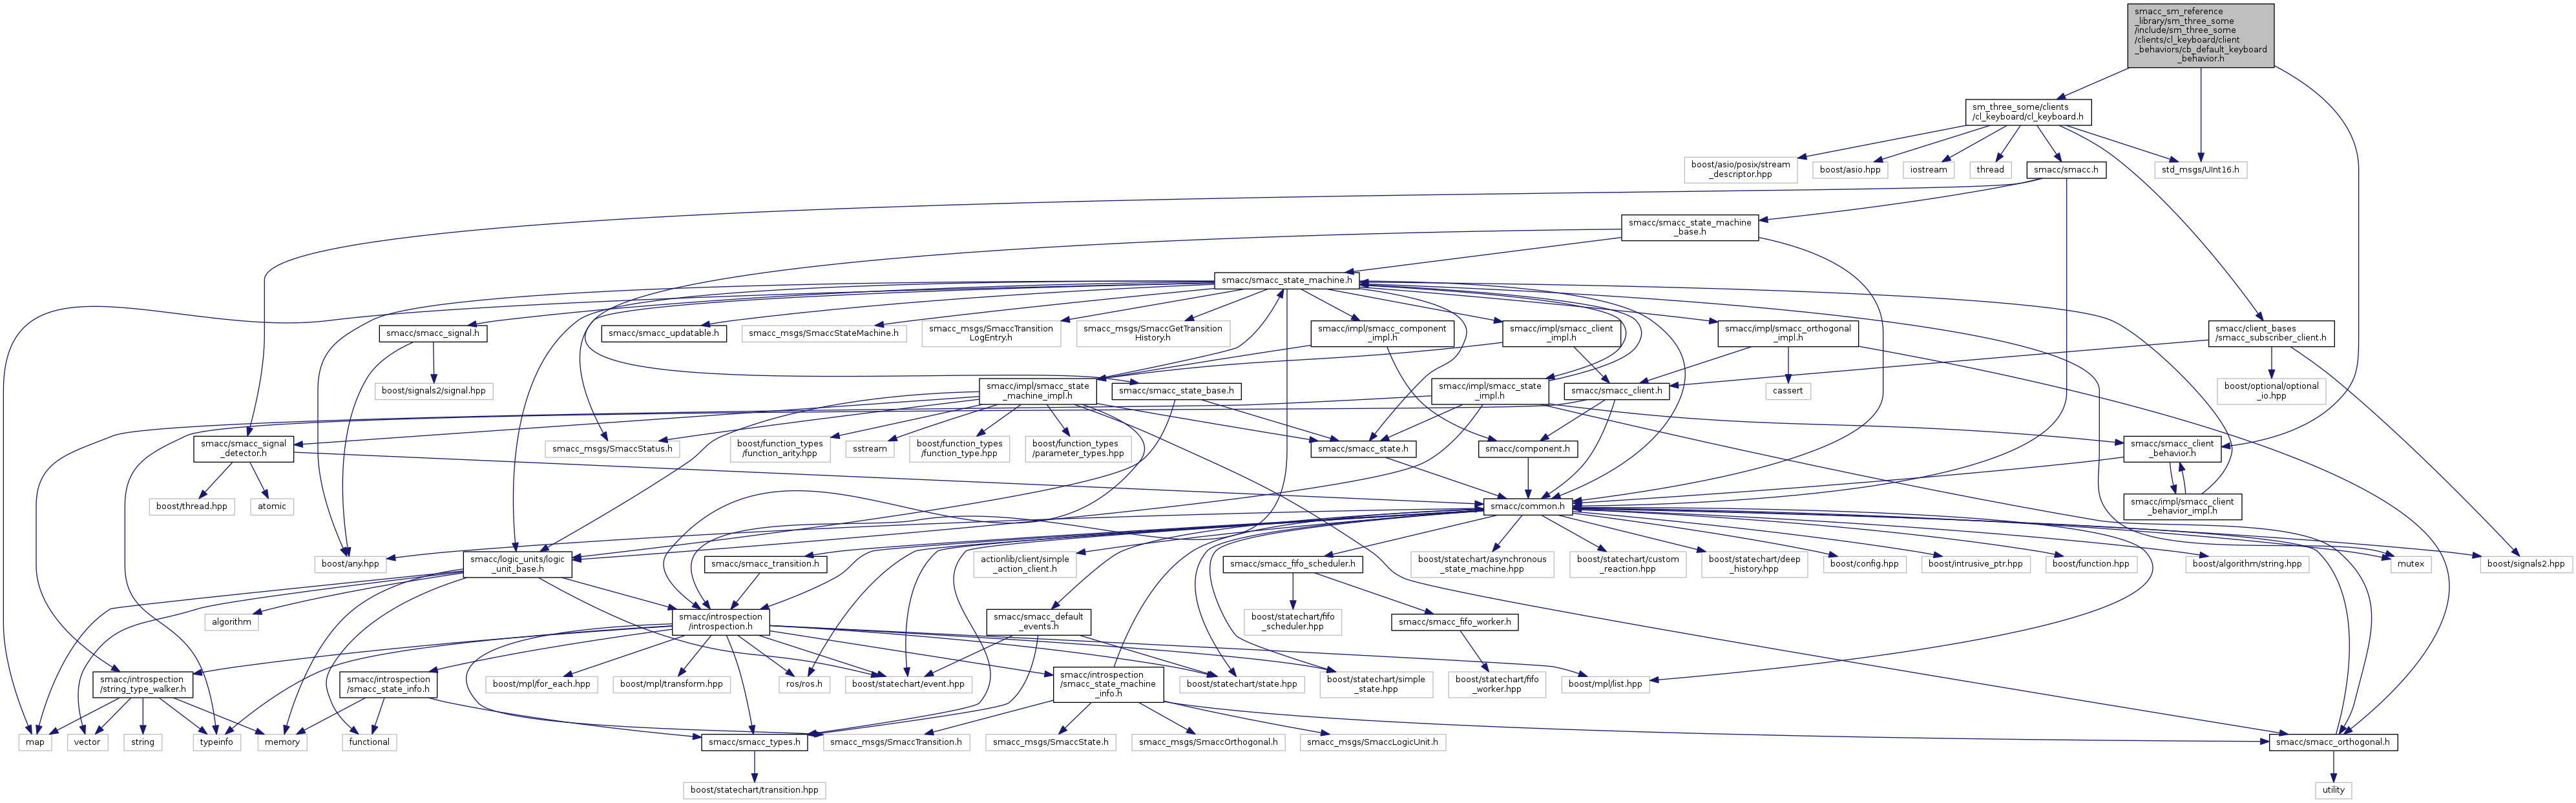 smacc_sm_reference
_library/sm_three_some
/include/sm_three_some
/clients/cl_keyboard/client
_behaviors/cb_default_keyboard
_behavior.h
sm_three_some/clients
/cl_keyboard/cl_keyboard.h
boost/asio/posix/stream
_descriptor.hpp
boost/asio.hpp
iostream
thread
smacc/smacc.h
std_msgs/UInt16.h
smacc/smacc_state_machine
_base.h
smacc/smacc_state_machine.h
smacc/smacc_signal.h
smacc/smacc_updatable.h
smacc_msgs/SmaccStateMachine.h
smacc_msgs/SmaccTransition
LogEntry.h
smacc_msgs/SmaccGetTransition
History.h
smacc/impl/smacc_component
_impl.h
smacc/impl/smacc_client
_impl.h
smacc/impl/smacc_orthogonal
_impl.h
smacc/client_bases
/smacc_subscriber_client.h
boost/signals2/signal.hpp
smacc/impl/smacc_state
_machine_impl.h
smacc/smacc_state_base.h
smacc/impl/smacc_state
_impl.h
smacc/smacc_client.h
cassert
boost/optional/optional
_io.hpp
smacc/smacc_signal
_detector.h
smacc_msgs/SmaccStatus.h
boost/function_types
/function_arity.hpp
sstream
boost/function_types
/function_type.hpp
boost/function_types
/parameter_types.hpp
smacc/smacc_state.h
smacc/component.h
smacc/smacc_client
_behavior.h
boost/thread.hpp
atomic
smacc/common.h
smacc/impl/smacc_client
_behavior_impl.h
boost/any.hpp
smacc/logic_units/logic
_unit_base.h
smacc/smacc_transition.h
actionlib/client/simple
_action_client.h
smacc/smacc_fifo_scheduler.h
boost/statechart/asynchronous
_state_machine.hpp
boost/statechart/custom
_reaction.hpp
boost/statechart/deep
_history.hpp
boost/config.hpp
boost/intrusive_ptr.hpp
boost/function.hpp
boost/algorithm/string.hpp
mutex
boost/signals2.hpp
algorithm
smacc/introspection
/introspection.h
smacc/smacc_default
_events.h
boost/statechart/fifo
_scheduler.hpp
smacc/smacc_fifo_worker.h
smacc/introspection
/string_type_walker.h
smacc/introspection
/smacc_state_info.h
boost/mpl/for_each.hpp
boost/mpl/transform.hpp
ros/ros.h
boost/statechart/event.hpp
smacc/introspection
/smacc_state_machine
_info.h
boost/statechart/state.hpp
boost/statechart/simple
_state.hpp
boost/statechart/fifo
_worker.hpp
boost/mpl/list.hpp
map
vector
string
typeinfo
memory
functional
smacc/smacc_types.h
smacc_msgs/SmaccTransition.h
smacc_msgs/SmaccState.h
smacc_msgs/SmaccOrthogonal.h
smacc_msgs/SmaccLogicUnit.h
smacc/smacc_orthogonal.h
boost/statechart/transition.hpp
utility